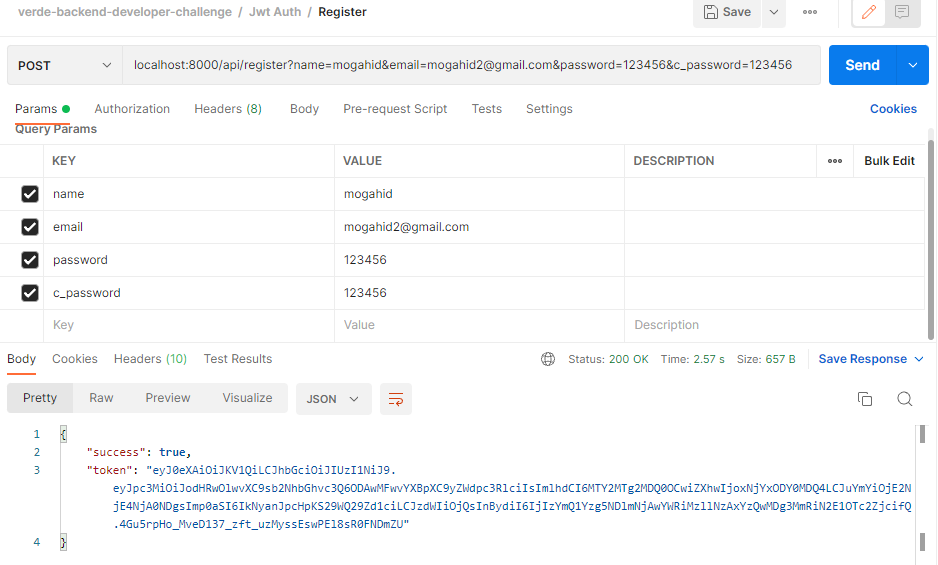 verde-backend-developer-challenge / Jwt Auth / Register
Save
POST
localhost:8000/api/register?name=mogahid&email=mogahid2@gmail.com&password=123456&c_password=123456
Send
Params Authorization Headers (8) Body Pre-request Script Tests Settings Cookies
Query Params
KEY VALUE DESCRIPTION Bulk Edit
name mogahid
email mogahid2@gmail.com
password 123456
c_password 123456
Key Value Description
Body Cookies Headers (10) Test Results Status: 200 OK Time: 2.57 s Size: 657 B Save Response
Pretty Raw Preview Visualize JSON
1 {
2 "success": true,
3 "token": "eyJ0eXAiOiJKV1QiLCJhbGciOiJIUzI1NiJ9.
eyJpc3MiOiJodHRwOlwvXC9sb2NhbGhvc3Q6ODAwMFwvYXBpXC9yZWdpc3RlciIsImlhdCI6MTY2MTg2MDQ0OCwiZXhwIjoxNjYxODY0MDQ4LCJuYmYiOjE2N
jE4NjA0NDgsImp0aSI6IkNyanJpcHpKS29WQ29Zd1ciLCJzdWIiOjQsInBydiI6IjIzYmQ1Yzg5NDlmNjAwYWRiMzllNzAxYzQwMDg3MmRiN2E1OTc2ZjcifQ
.4Gu5rpHo_MveD137_zft_uzMyssEswPEl8sR0FNDmZU"
4 }